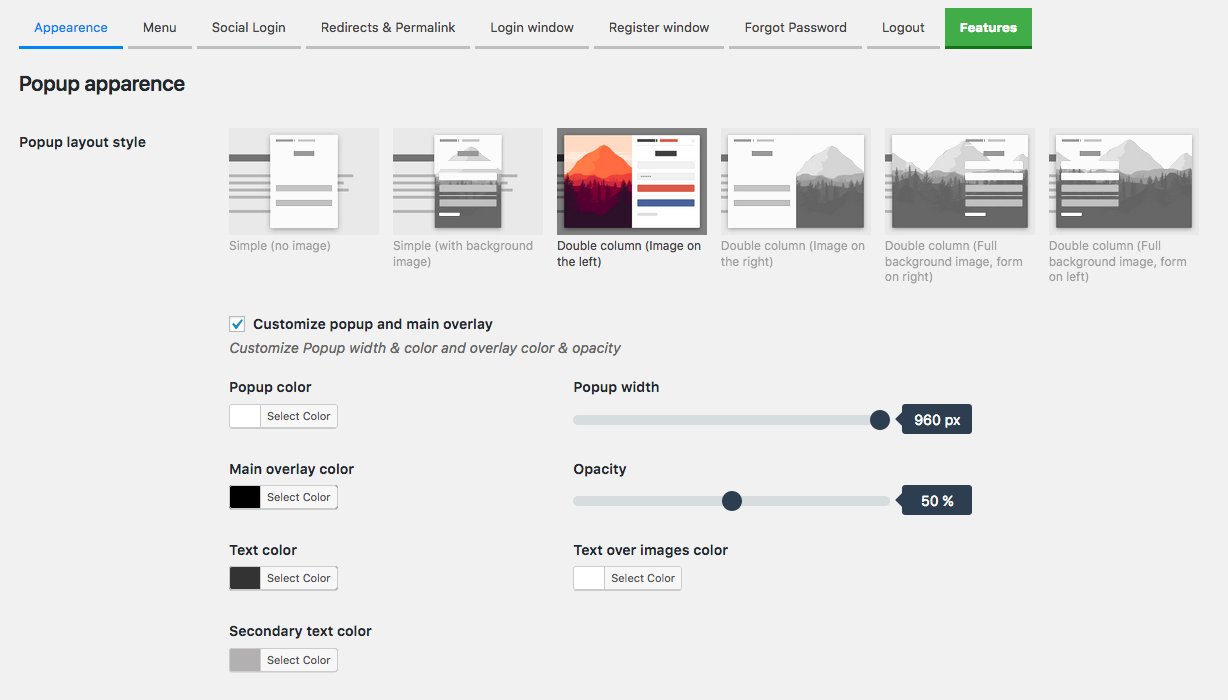 Appearence Menu Social Login Redirects & Permalink Login window Register window Forgot Password Logout Features
Popup apparence
Popup layout style
Simple (no image)
Simple (with background
image)
Double column (Image on
the left)
Double column (Image on
the right)
Double column (Full
background image, form
on right)
Double column (Full
background image, form
on left)
Customize popup and main overlay
Customize Popup width & color and overlay color & opacity
Popup color
Select Color
Popup width
960 px
Main overlay color
Select Color
Opacity
50 %
Text color
Select Color
Text over images color
Select Color
Secondary text color
Select Color